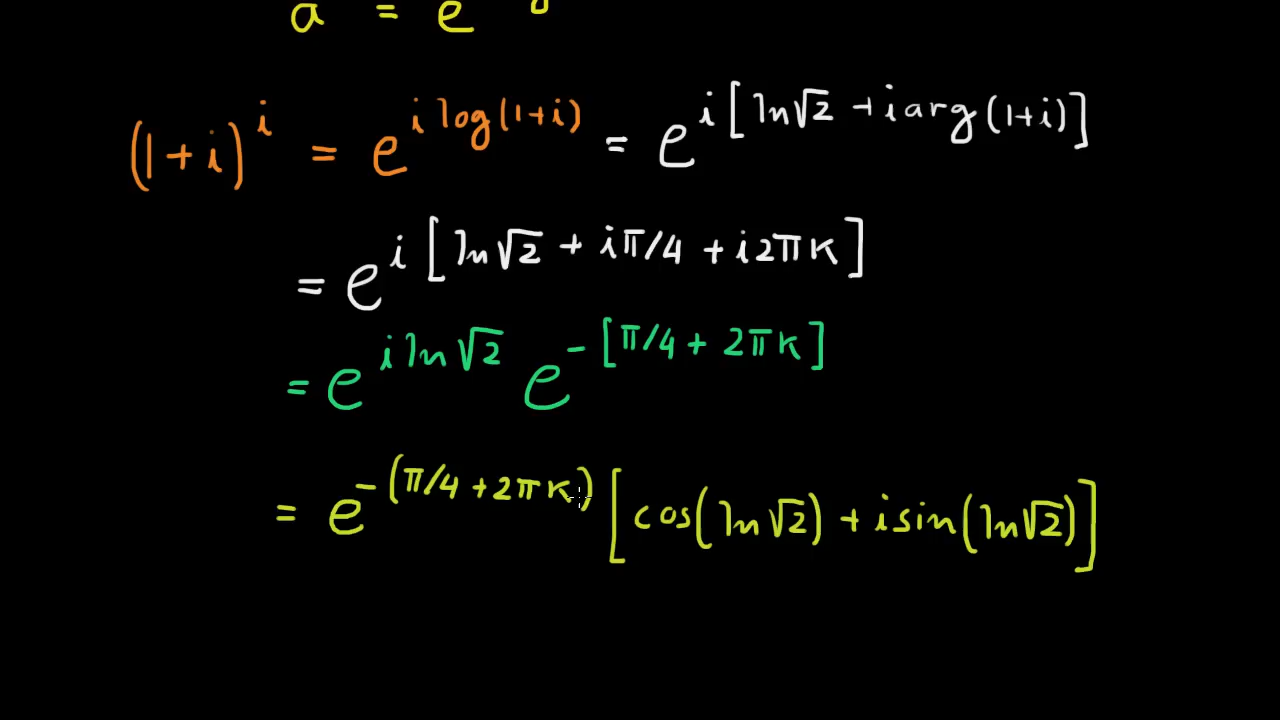 a = e
(1+i)^i = e^{i log(1+i)} = e^{i[ln√2 + i arg(1+i)]}
= e^{i[ln√2 + iπ/4 + i2πk]}
= e^{i ln√2} e^{-[π/4 + 2πk]}
= e^{-(π/4 + 2πk)} [cos(ln√2) + i sin(ln√2)]